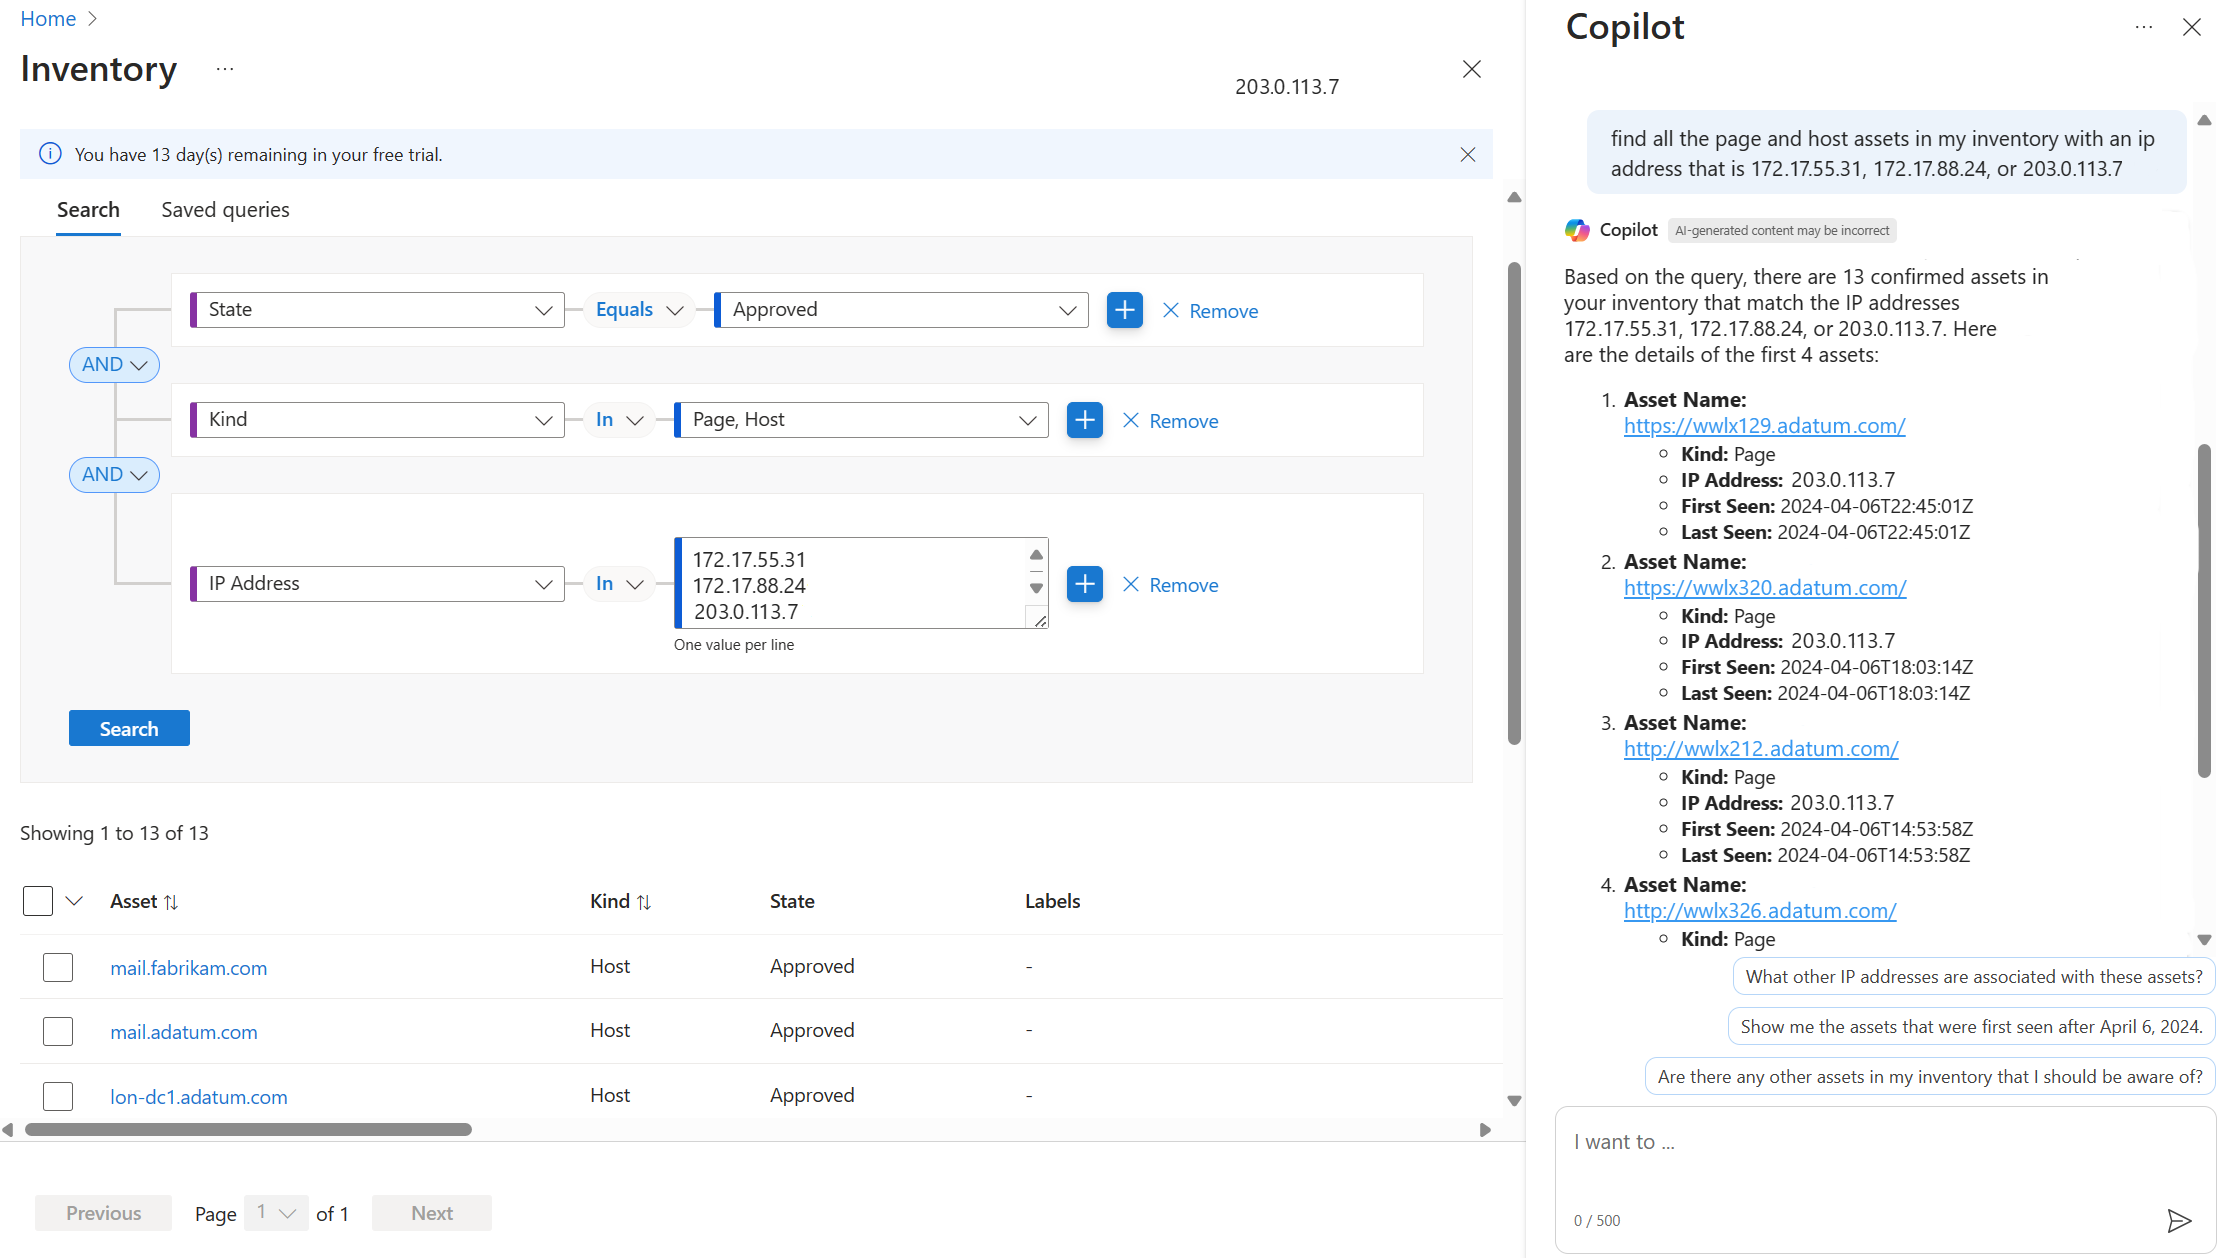 Home
Inventory
...
203.0.113.7
You have 13 day(s) remaining in your free trial.
Search
Saved queries
State
Equals
Approved
Remove
AND
Kind
In
Page, Host
Remove
AND
IP Address
In
172.17.55.31
172.17.88.24
203.0.113.7
Remove
One value per line
Search
Showing 1 to 13 of 13
Asset Kind State Labels
mail.fabrikam.com Host Approved -
mail.adatum.com Host Approved -
lon-dc1.adatum.com Host Approved -
Previous Page 1 of 1 Next
Copilot
...
find all the page and host assets in my inventory with an ip
address that is 172.17.55.31, 172.17.88.24, or 203.0.113.7
Copilot AI-generated content may be incorrect
Based on the query, there are 13 confirmed assets in
your inventory that match the IP addresses
172.17.55.31, 172.17.88.24, or 203.0.113.7. Here
are the details of the first 4 assets:
1. Asset Name:
https://wwlx129.adatum.com/
Kind: Page
IP Address: 203.0.113.7
First Seen: 2024-04-06T22:45:01Z
Last Seen: 2024-04-06T22:45:01Z
2. Asset Name:
https://wwlx320.adatum.com/
Kind: Page
IP Address: 203.0.113.7
First Seen: 2024-04-06T18:03:14Z
Last Seen: 2024-04-06T18:03:14Z
3. Asset Name:
http://wwlx212.adatum.com/
Kind: Page
IP Address: 203.0.113.7
First Seen: 2024-04-06T14:53:58Z
Last Seen: 2024-04-06T14:53:58Z
4. Asset Name:
http://wwlx326.adatum.com/
Kind: Page
What other IP addresses are associated with these assets?
Show me the assets that were first seen after April 6, 2024.
Are there any other assets in my inventory that I should be aware of?
I want to ...
0 / 500